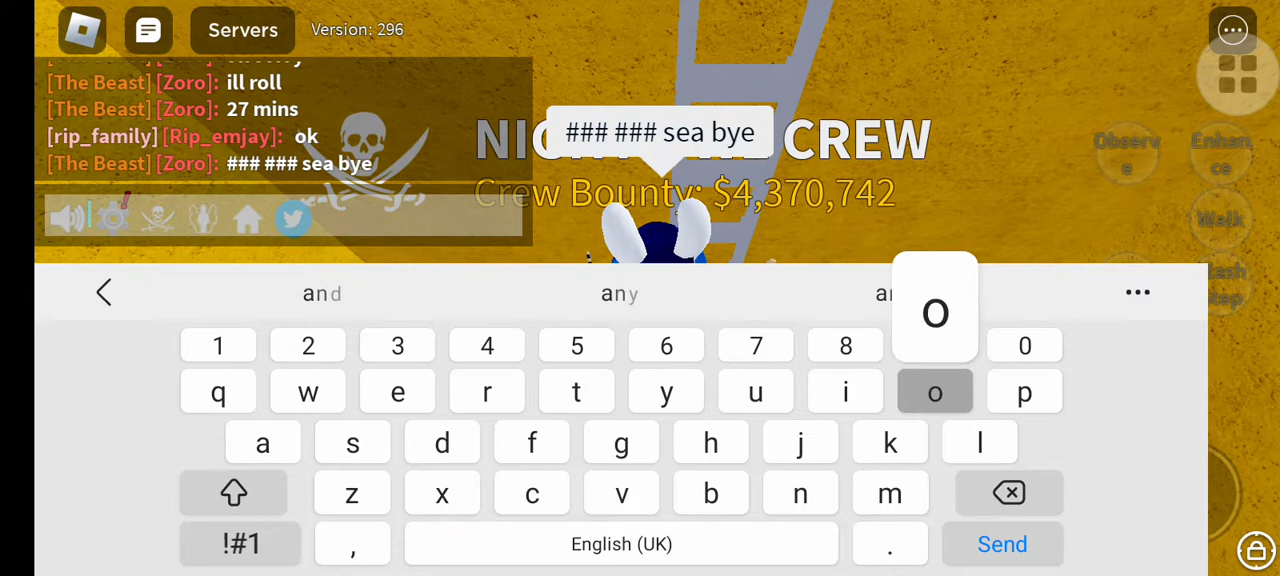 Servers Version: 296
[The Beast] [Zoro]: ill roll
[The Beast] [Zoro]: 27 mins
[rip_family] [Rip_emjay]: ok
[The Beast] [Zoro]: ### ### sea bye
### ### sea bye
CREW
Crew Bounty: $4,370,742
Observe
Enhance
Walk
and any
o
1 2 3 4 5 6 7 8 0
q w e r t y u i o p
a s d f g h j k l
z x c v b n m
!#1 , English (UK) . Send